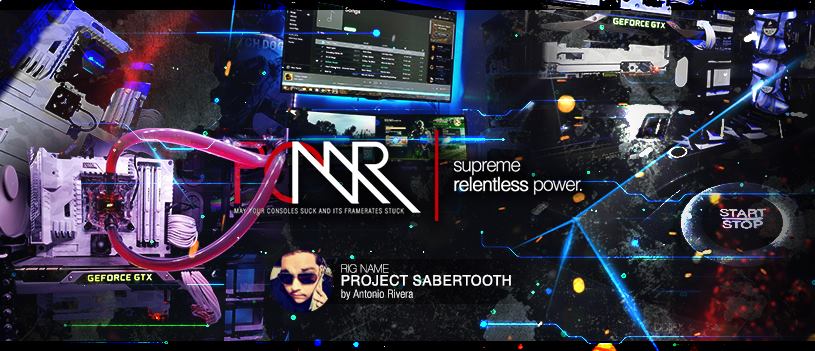 Songs
GEFORCE GTX
PCMR
MAY YOUR CONSOLES SUCK AND ITS FRAMERATES STUCK
supreme
relentless power.
START
STOP
GEFORCE GTX
RIG NAME
PROJECT SABERTOOTH
by Antonio Rivera